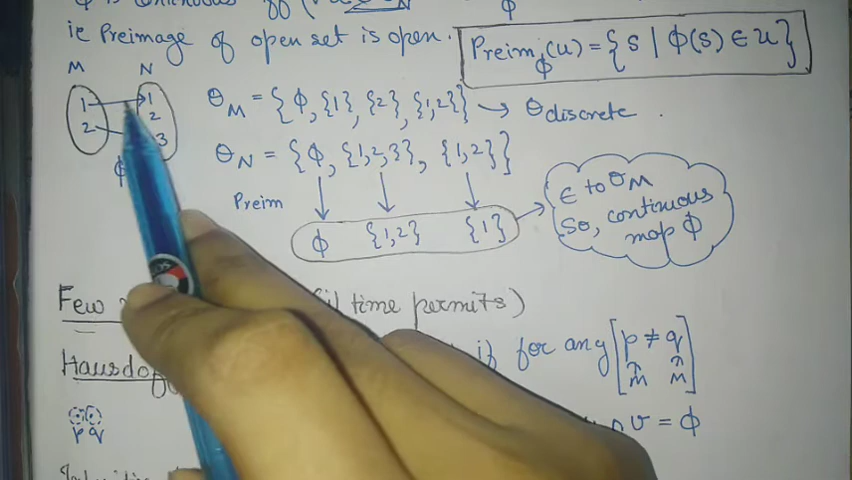 ie Preimage of open set is open.
Preim_ϕ(u) = {s | ϕ(s) ∈ u}
M N
1 1
2 2
3
ϕ
θ_M = {ϕ, {1}, {2}, {1,2}} → θ discrete.
θ_N = {ϕ, {1,2,3}, {1,2}}
Preim ↓ ↓ ↓
ϕ {1,2} {1}
∈ to θ_M
So, continuous
map ϕ
Few time permits)
if for any [p ≠ q
M M]
p q
v = ϕ